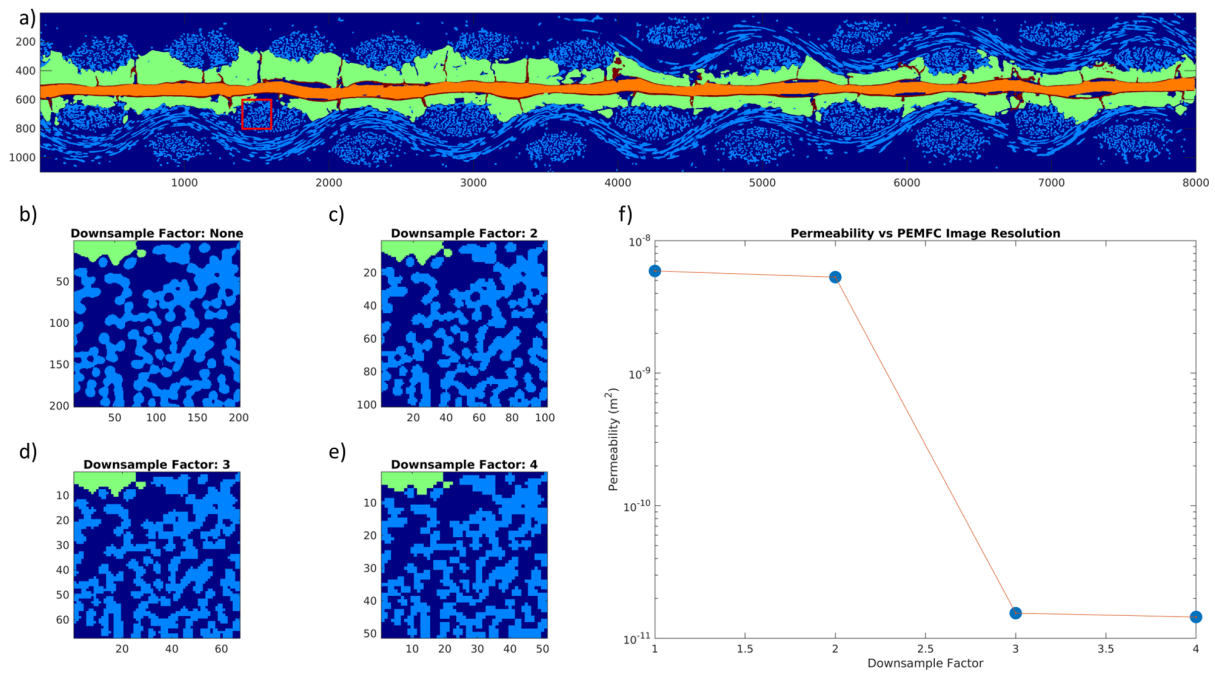 a)
200
400
600
800
1000
1000 2000 3000 4000 5000 6000 7000 8000
b)
Downsample Factor: None
50
100
150
200
50 100 150 200
c)
Downsample Factor: 2
20
40
60
80
100
20 40 60 80 100
d)
Downsample Factor: 3
10
20
30
40
50
60
20 40 60
e)
Downsample Factor: 4
10
20
30
40
50
10 20 30 40 50
f)
Permeability vs PEMFC Image Resolution
Permeability (m²)
10⁻⁸
10⁻⁹
10⁻¹⁰
10⁻¹¹
1 1.5 2 2.5 3 3.5 4
Downsample Factor